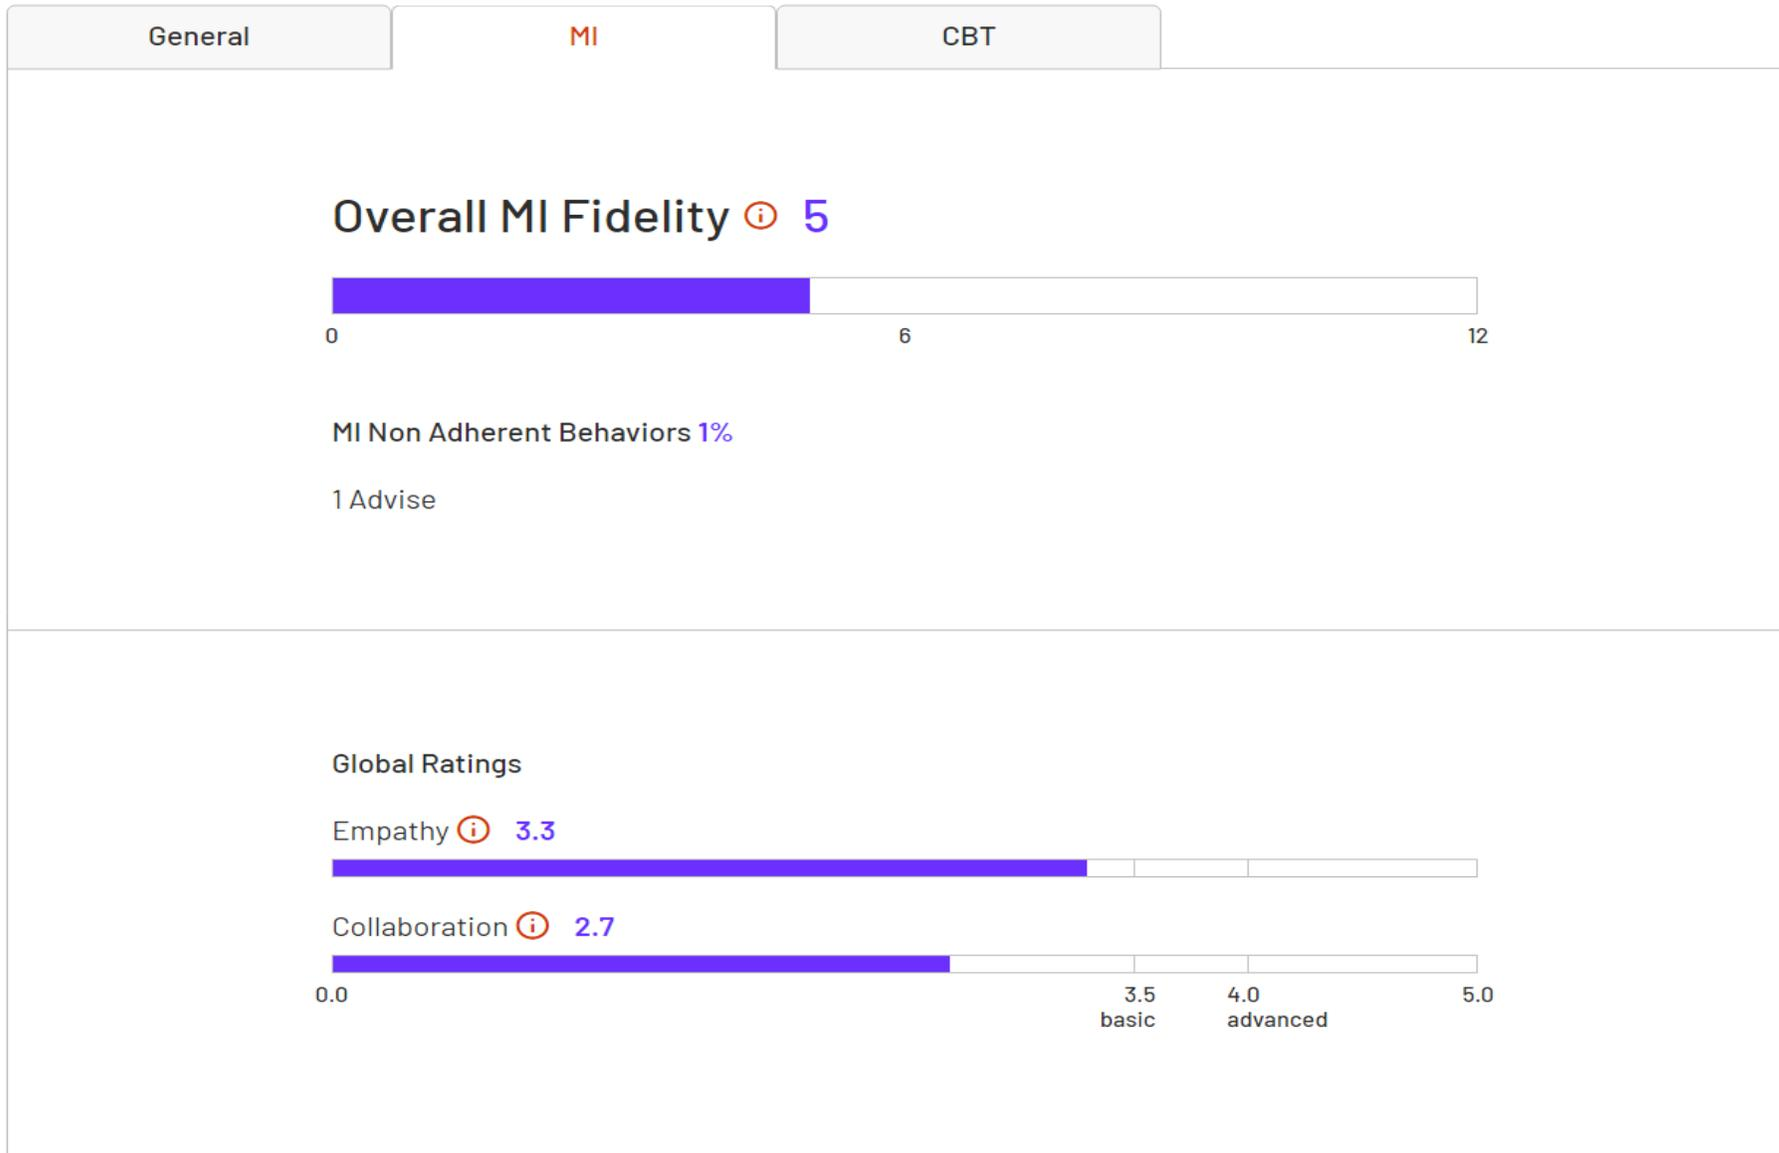 General MI CBT
Overall MI Fidelity 5
0 6 12
MI Non Adherent Behaviors 1%
1 Advise
Global Ratings
Empathy 3.3
Collaboration 2.7
0.0 3.5 4.0 5.0
basic advanced